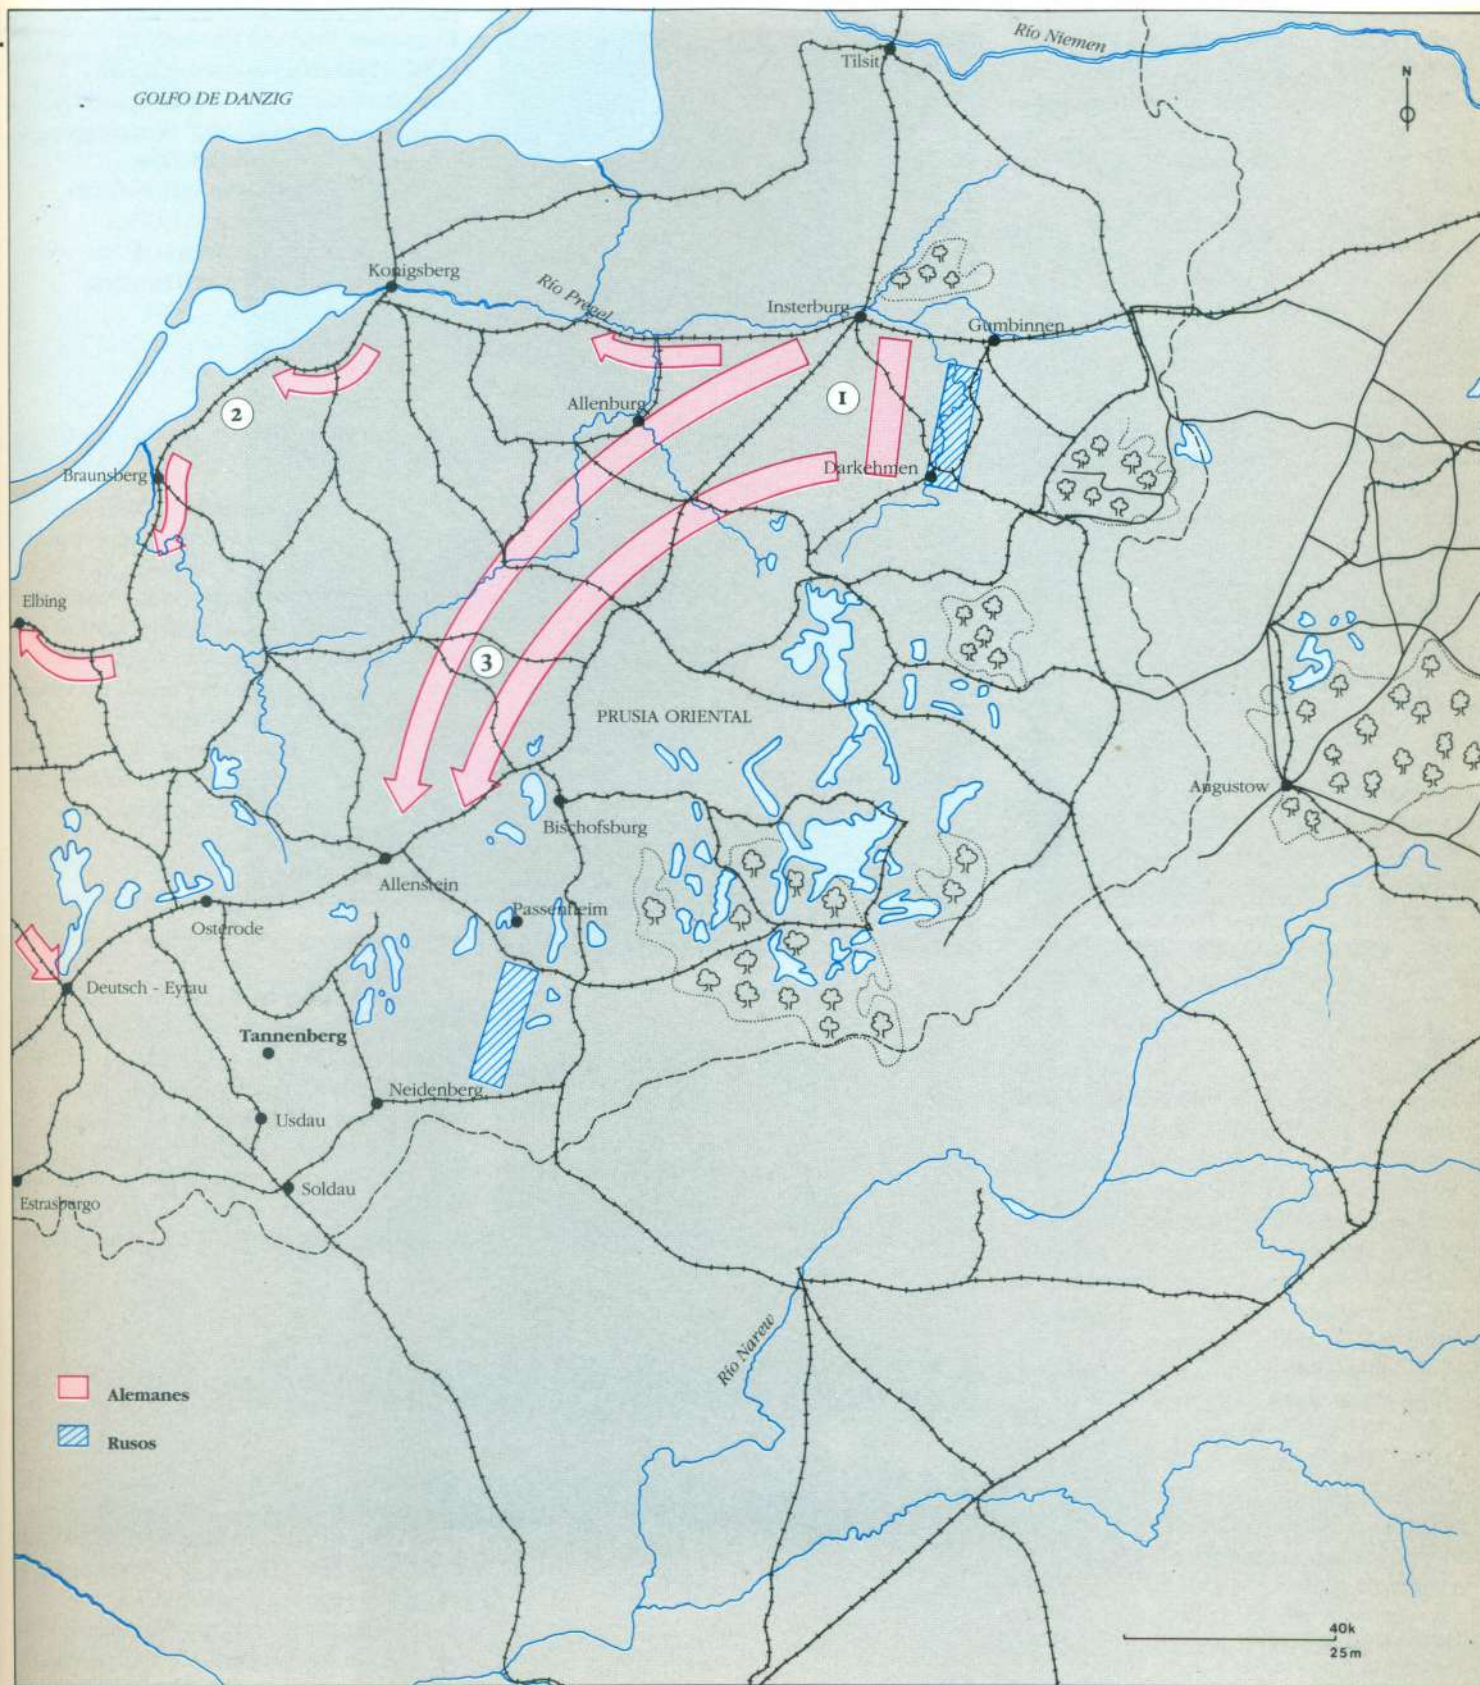 Río Niemen
Tilsit
N
GOLFO DE DANZIG
Konigsberg
Río Pregel
Insterburg
Gumbinnen
1
2
Allenburg
Braunsberg
Darkehmen
Elbing
3
PRUSIA ORIENTAL
Augustow
Bischofsburg
Allenstein
Passenheim
Osterode
Deutsch - Eylau
Tannenberg
Neidenberg
Usdau
Soldau
Estrasburgo
Río Narew
Alemanes
Rusos
40k
25m